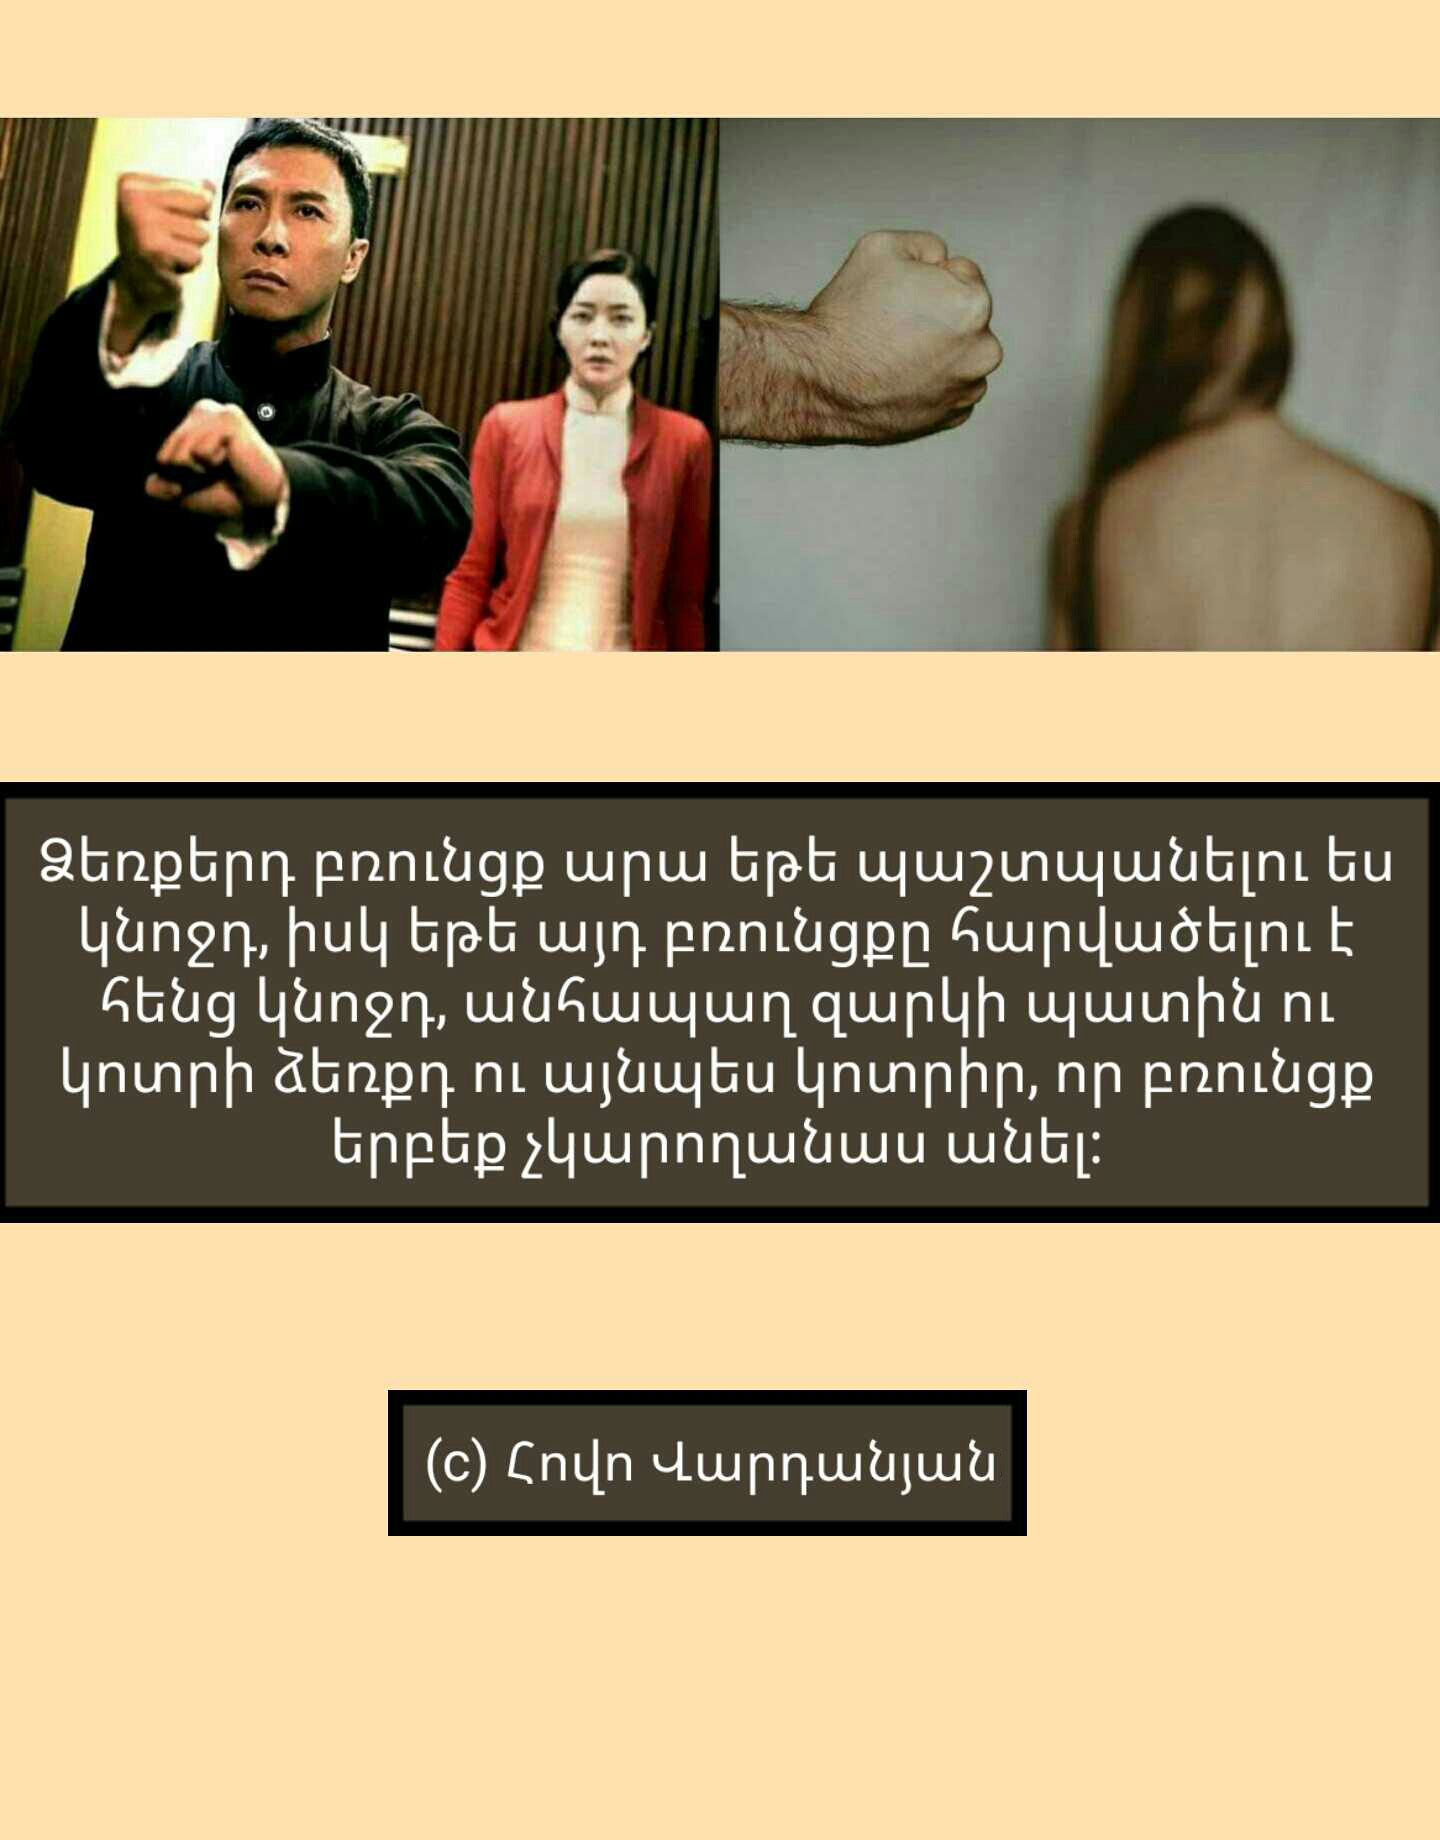 Ձեռքերդ բռունցք արա եթե պաշտպանելու ես
կնոջդ, իսկ եթե այդ բռունցքը հարվածելու է
հենց կնոջդ, անհապաղ զարկի պատին ու
կոտրի ձեռքդ ու այնպես կոտրիր, որ բռունցք
երբեք չկարողանաս անել:
(c) Հովո Վարդանյան